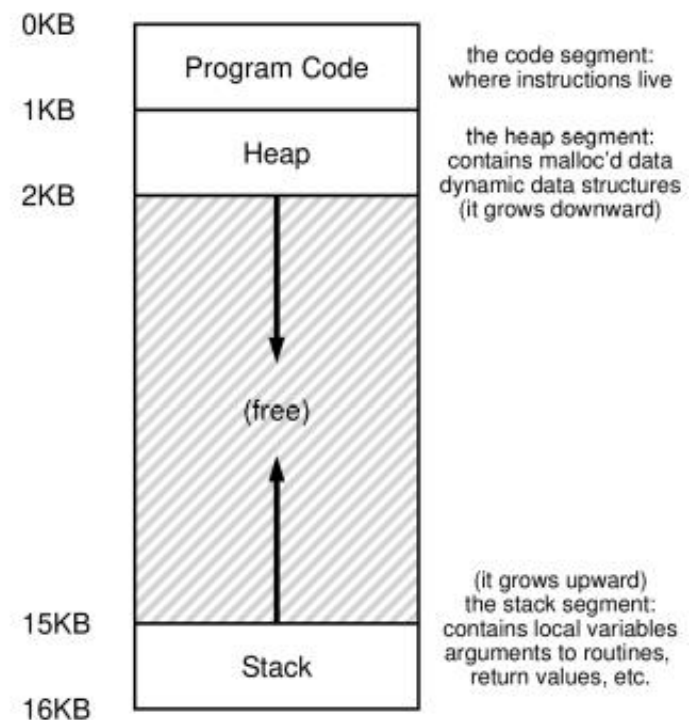 0KB
Program Code
the code segment:
where instructions live
1KB
Heap
the heap segment:
contains malloc'd data
dynamic data structures
(it grows downward)
2KB
(free)
(it grows upward)
the stack segment:
contains local variables
arguments to routines,
return values, etc.
15KB
Stack
16KB